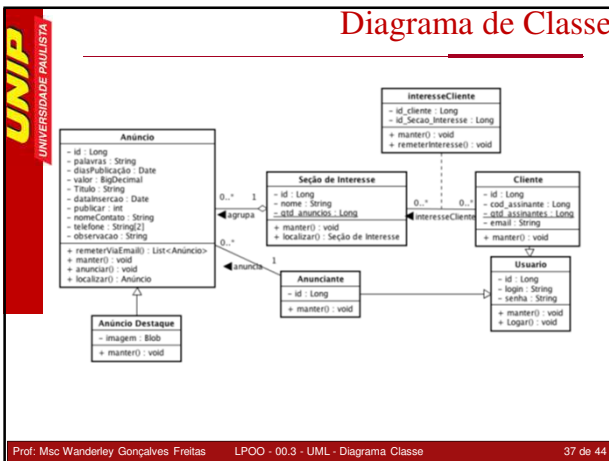 Diagrama de Classe
UNIP
UNIVERSIDADE PAULISTA
interesseCliente
- id_cliente : Long
- id_Secao_Interesse : Long
+ manter() : void
+ remeterInteresse() : void
Anúncio
- id : Long
- palavras : String
- diasPublicação : Date
- valor : BigDecimal
- Titulo : String
- dataInsercao : Date
- publicar : int
- nomeContato : String
- telefone : String[2]
- observacao : String
+ remeterViaEmail() : List<Anúncio>
+ manter() : void
+ anunciar() : void
+ localizar() : Anúncio
0..*
1
agrupa
Seção de Interesse
- id : Long
- nome : String
- qtd_anuncios : Long
+ manter() : void
+ localizar() : Seção de Interesse
0..*
0..*
interesseCliente
Cliente
- id : Long
- cod_assinante : Long
- qtd_assinantes : Long
- email : String
+ manter() : void
0..*
1
anuncia
Anunciante
- id : Long
+ manter() : void
Usuario
- id : Long
- login : String
- senha : String
+ manter() : void
+ Logar() : void
Anúncio Destaque
- imagem : Blob
+ manter() : void
Prof: Msc Wanderley Gonçalves Freitas LPOO - 00.3 - UML - Diagrama Classe 37 de 44